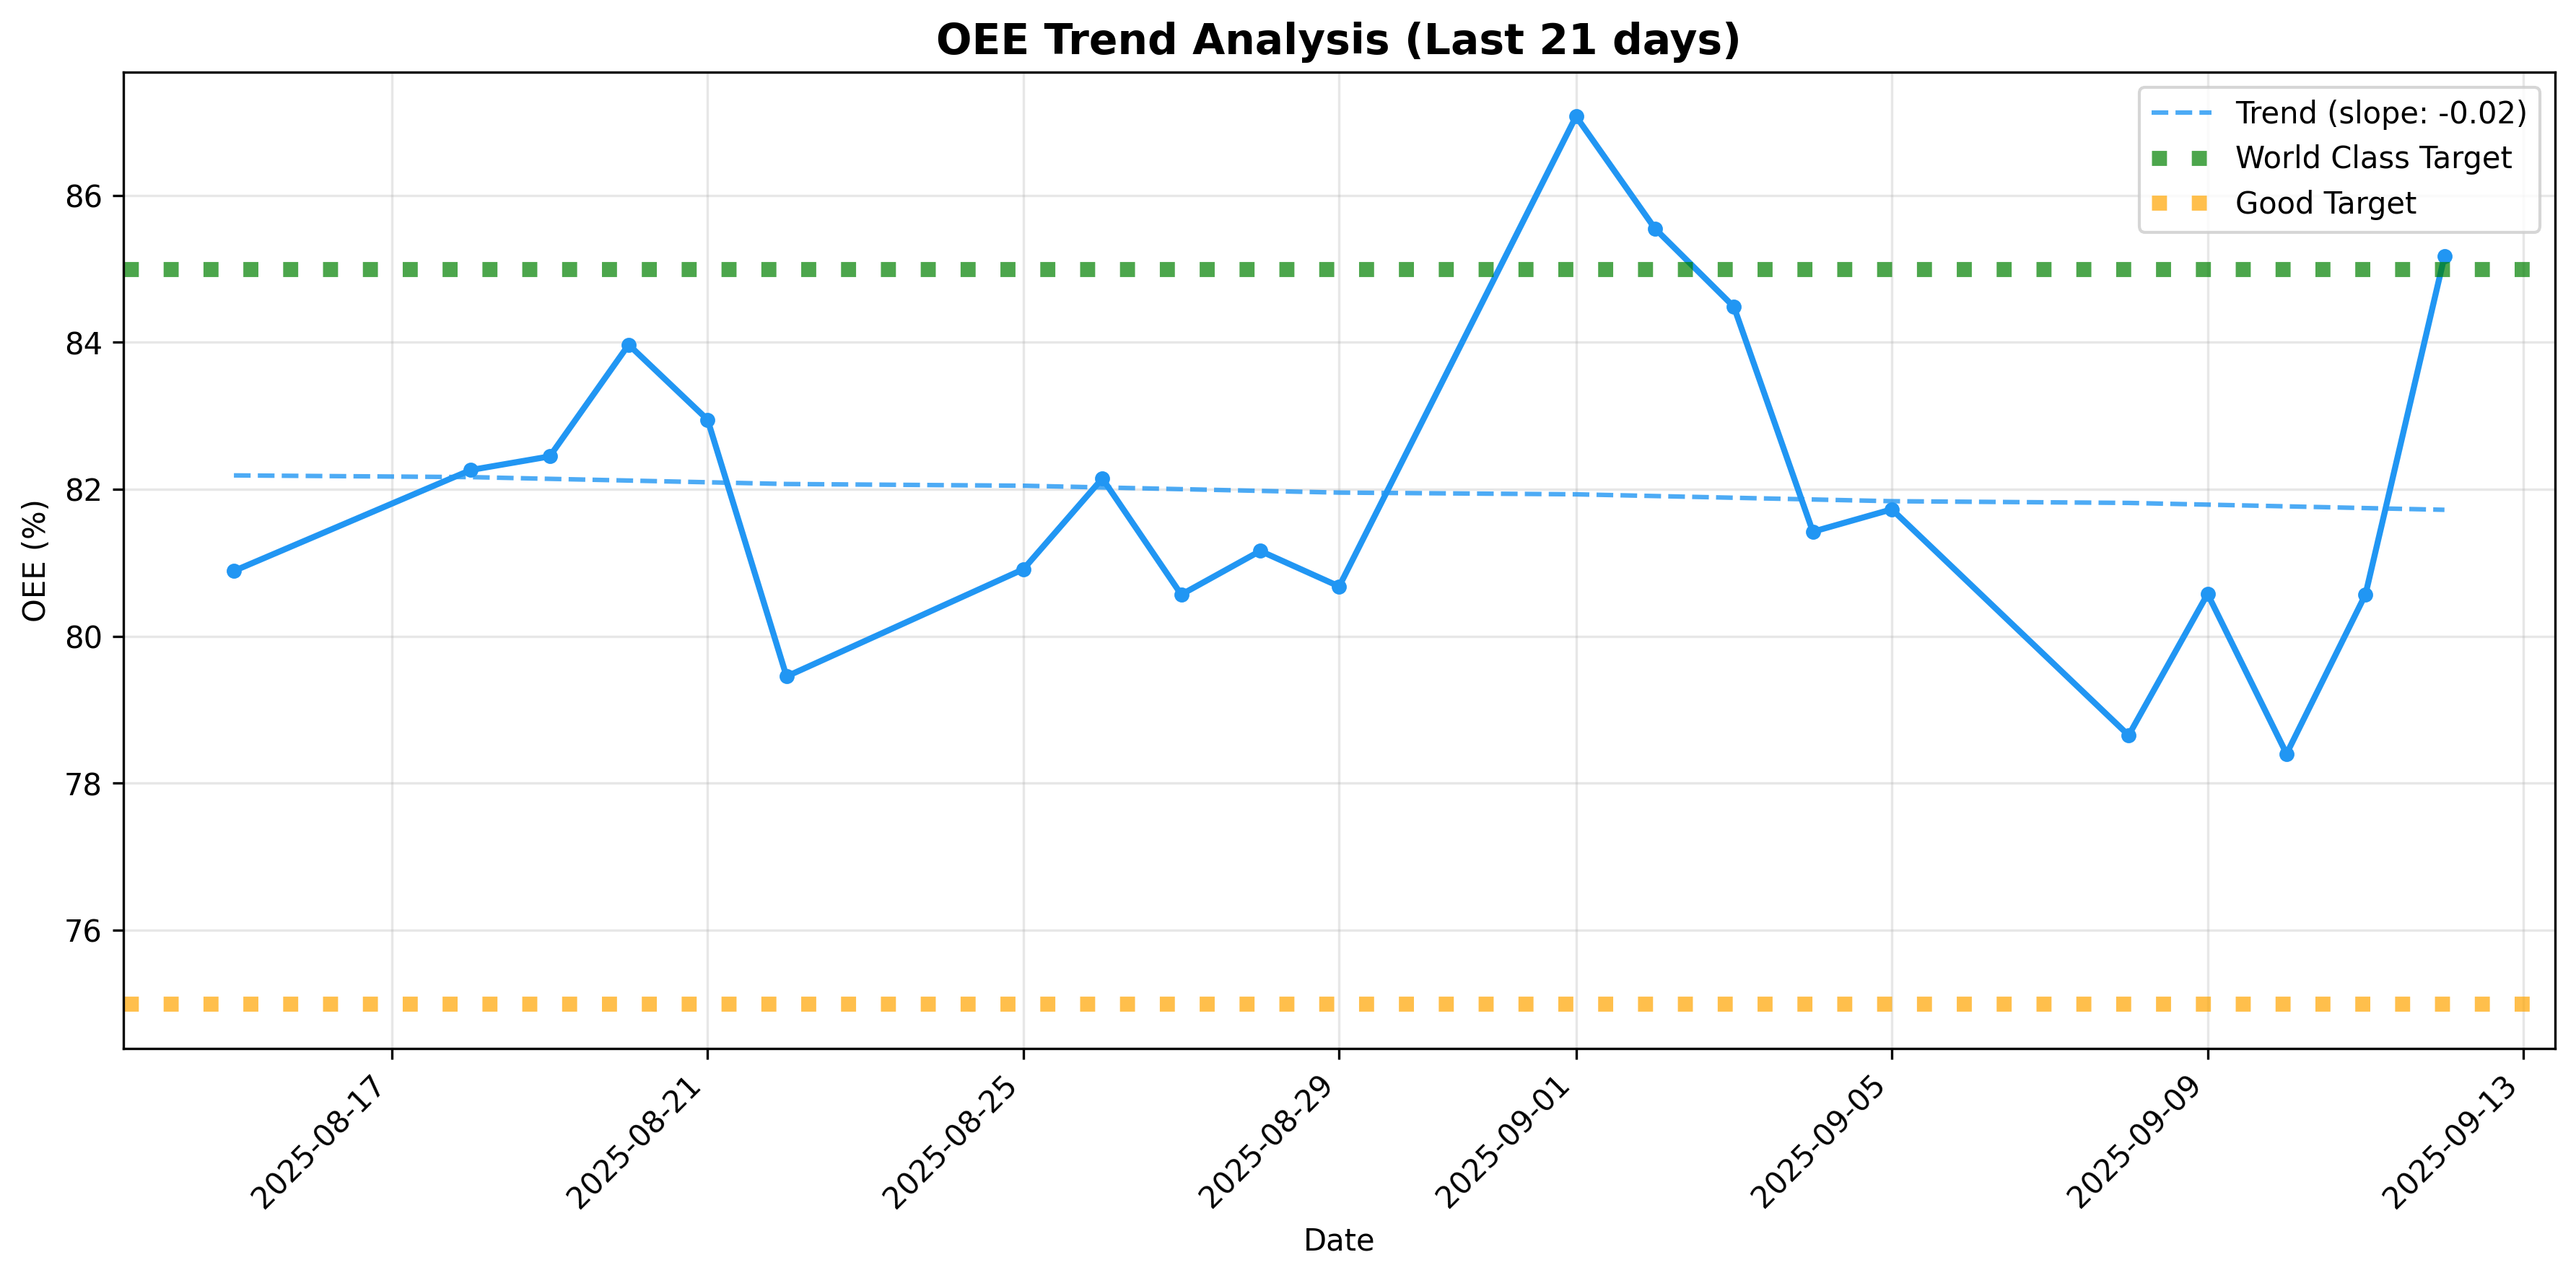 OEE Trend Analysis (Last 21 days)
Trend (slope: -0.02)
World Class Target
Good Target
OEE (%)
86
84
82
80
78
76
2025-08-17
2025-08-21
2025-08-25
2025-08-29
2025-09-01
2025-09-05
2025-09-09
2025-09-13
Date